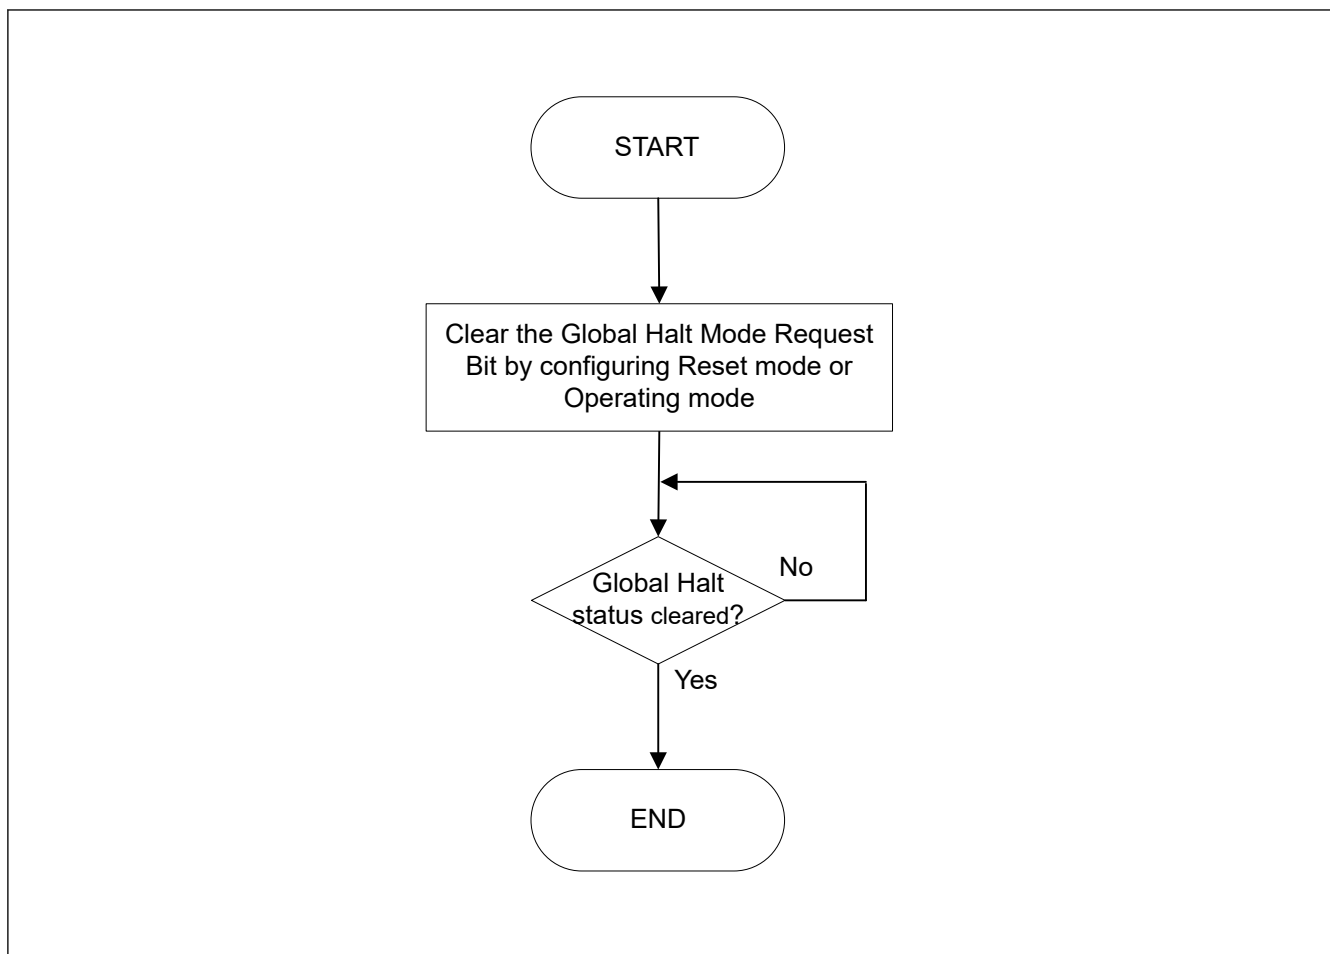 START
Clear the Global Halt Mode Request
Bit by configuring Reset mode or
Operating mode
No
Global Halt
status cleared?
Yes
END